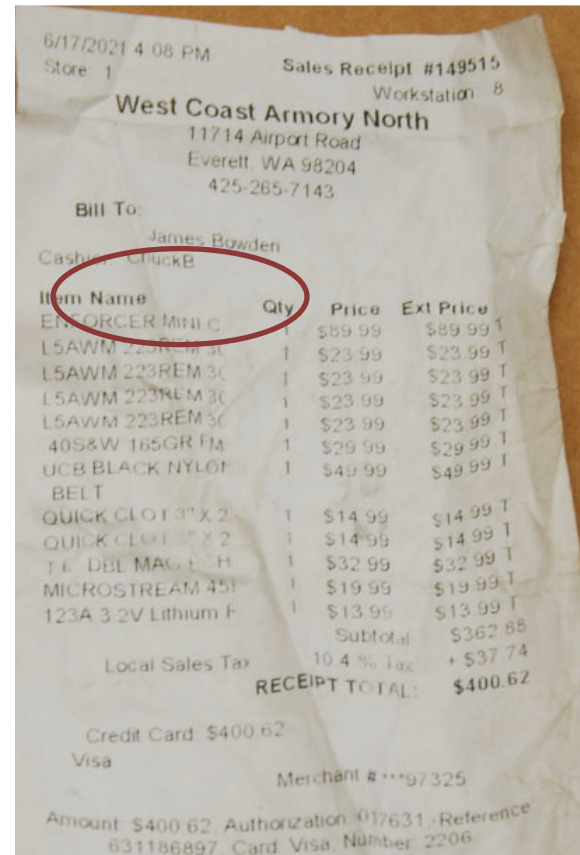 6/17/2021 4:08 PM
Store: 1
Sales Receipt #149515
Workstation: 8
West Coast Armory North
11714 Airport Road
Everett, WA 98204
425-265-7143
Bill To:
James Bowden
Cashier: ChuckB
Item Name Qty Price Ext Price
ENFORCER MINI C 1 $89.99 $89.99 T
L5AWM 223REM 3( 1 $23.99 $23.99 T
L5AWM 223REM 3( 1 $23.99 $23.99 T
L5AWM 223REM 3( 1 $23.99 $23.99 T
L5AWM 223REM 3( 1 $23.99 $23.99 T
40S&W 165GR FM 1 $29.99 $29.99 T
UCB BLACK NYLON 1 $49.99 $49.99 T
BELT
QUICK CLOT 3" X 2 1 $14.99 $14.99 T
QUICK CLOT 3" X 2 1 $14.99 $14.99 T
DBL MAG 1 $32.99 $32.99 T
MICROSTREAM 45 1 $19.99 $19.99 T
123A 3.2V Lithium 1 $13.99 $13.99 T
Subtotal: $362.88
Local Sales Tax 10.4 % Tax: + $37.74
RECEIPT TOTAL: $400.62
Credit Card: $400.62
Visa
Merchant # ***97325
Amount: $400.62, Authorization: 017631, Reference:
631186897, Card: Visa, Number: 2206